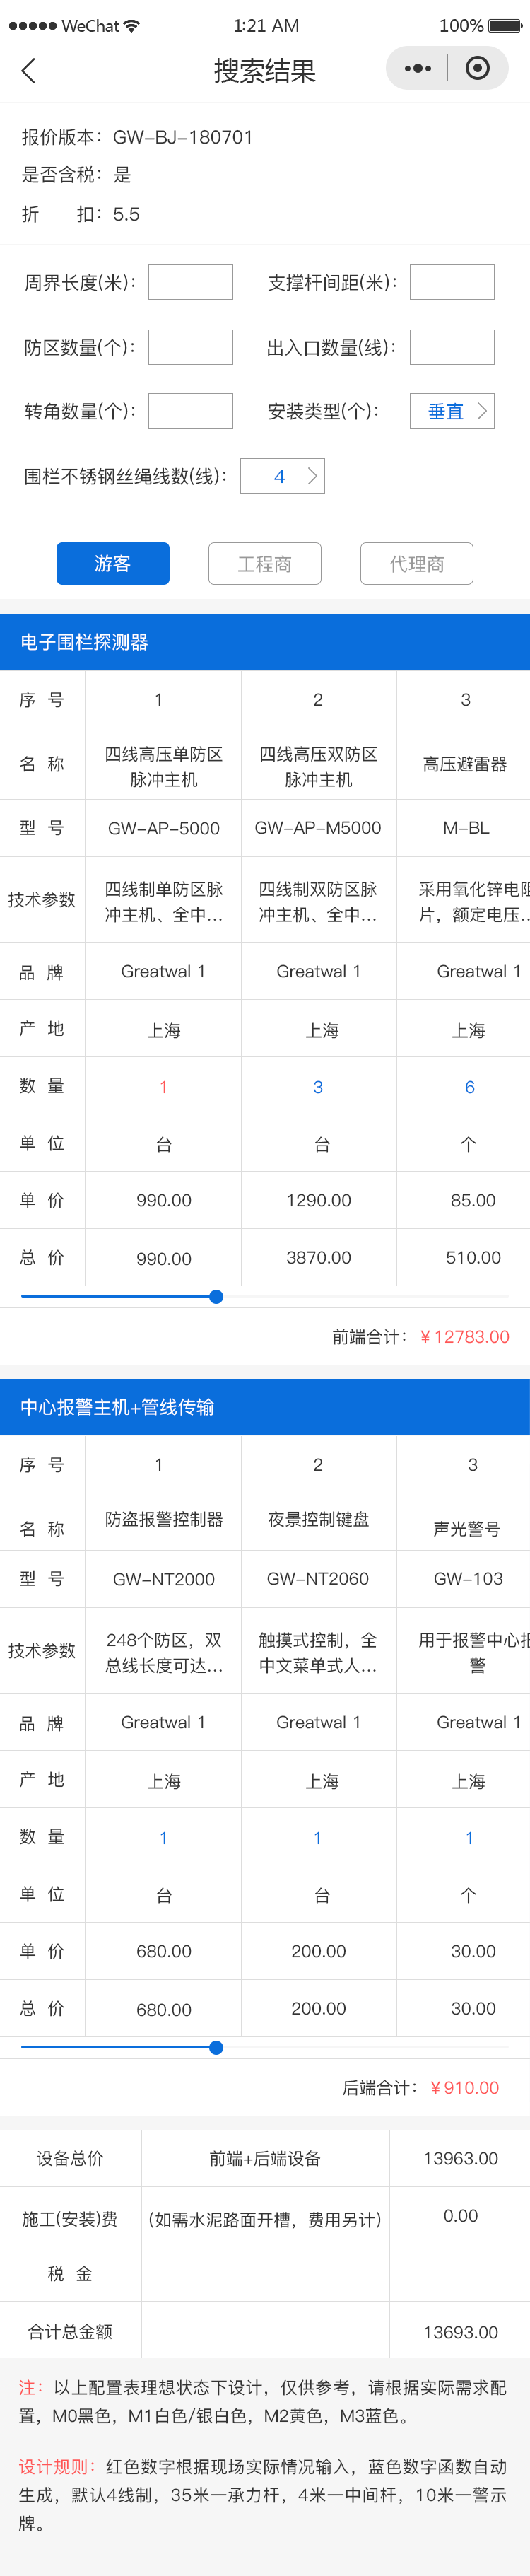 WeChat 1:21 AM 100%
搜索结果
报价版本：GW-BJ-180701
是否含税：是
折 扣：5.5
周界长度(米)： 支撑杆间距(米)：
防区数量(个)： 出入口数量(线)：
转角数量(个)： 安装类型(个)： 垂直
围栏不锈钢丝绳线数(线)： 4
游客 工程商 代理商
电子围栏探测器
序 号 1 2 3
名 称 四线高压单防区 四线高压双防区 高压避雷器
脉冲主机 脉冲主机
型 号 GW-AP-5000 GW-AP-M5000 M-BL
技术参数 四线制单防区脉 四线制双防区脉 采用氧化锌电阻
冲主机、全中... 冲主机、全中... 片，额定电压..
品 牌 Greatwal 1 Greatwal 1 Greatwal 1
产 地 上海 上海 上海
数 量 1 3 6
单 位 台 台 个
单 价 990.00 1290.00 85.00
总 价 990.00 3870.00 510.00
前端合计：￥12783.00
中心报警主机+管线传输
序 号 1 2 3
名 称 防盗报警控制器 夜景控制键盘 声光警号
型 号 GW-NT2000 GW-NT2060 GW-103
技术参数 248个防区，双 触摸式控制，全 用于报警中心报
总线长度可达... 中文菜单式人... 警
品 牌 Greatwal 1 Greatwal 1 Greatwal 1
产 地 上海 上海 上海
数 量 1 1 1
单 位 台 台 个
单 价 680.00 200.00 30.00
总 价 680.00 200.00 30.00
后端合计：￥910.00
设备总价 前端+后端设备 13963.00
施工(安装)费 (如需水泥路面开槽，费用另计) 0.00
税 金
合计总金额 13693.00
注：以上配置表理想状态下设计，仅供参考，请根据实际需求配
置，M0黑色，M1白色/银白色，M2黄色，M3蓝色。
设计规则：红色数字根据现场实际情况输入，蓝色数字函数自动
生成，默认4线制，35米一承力杆，4米一中间杆，10米一警示
牌。